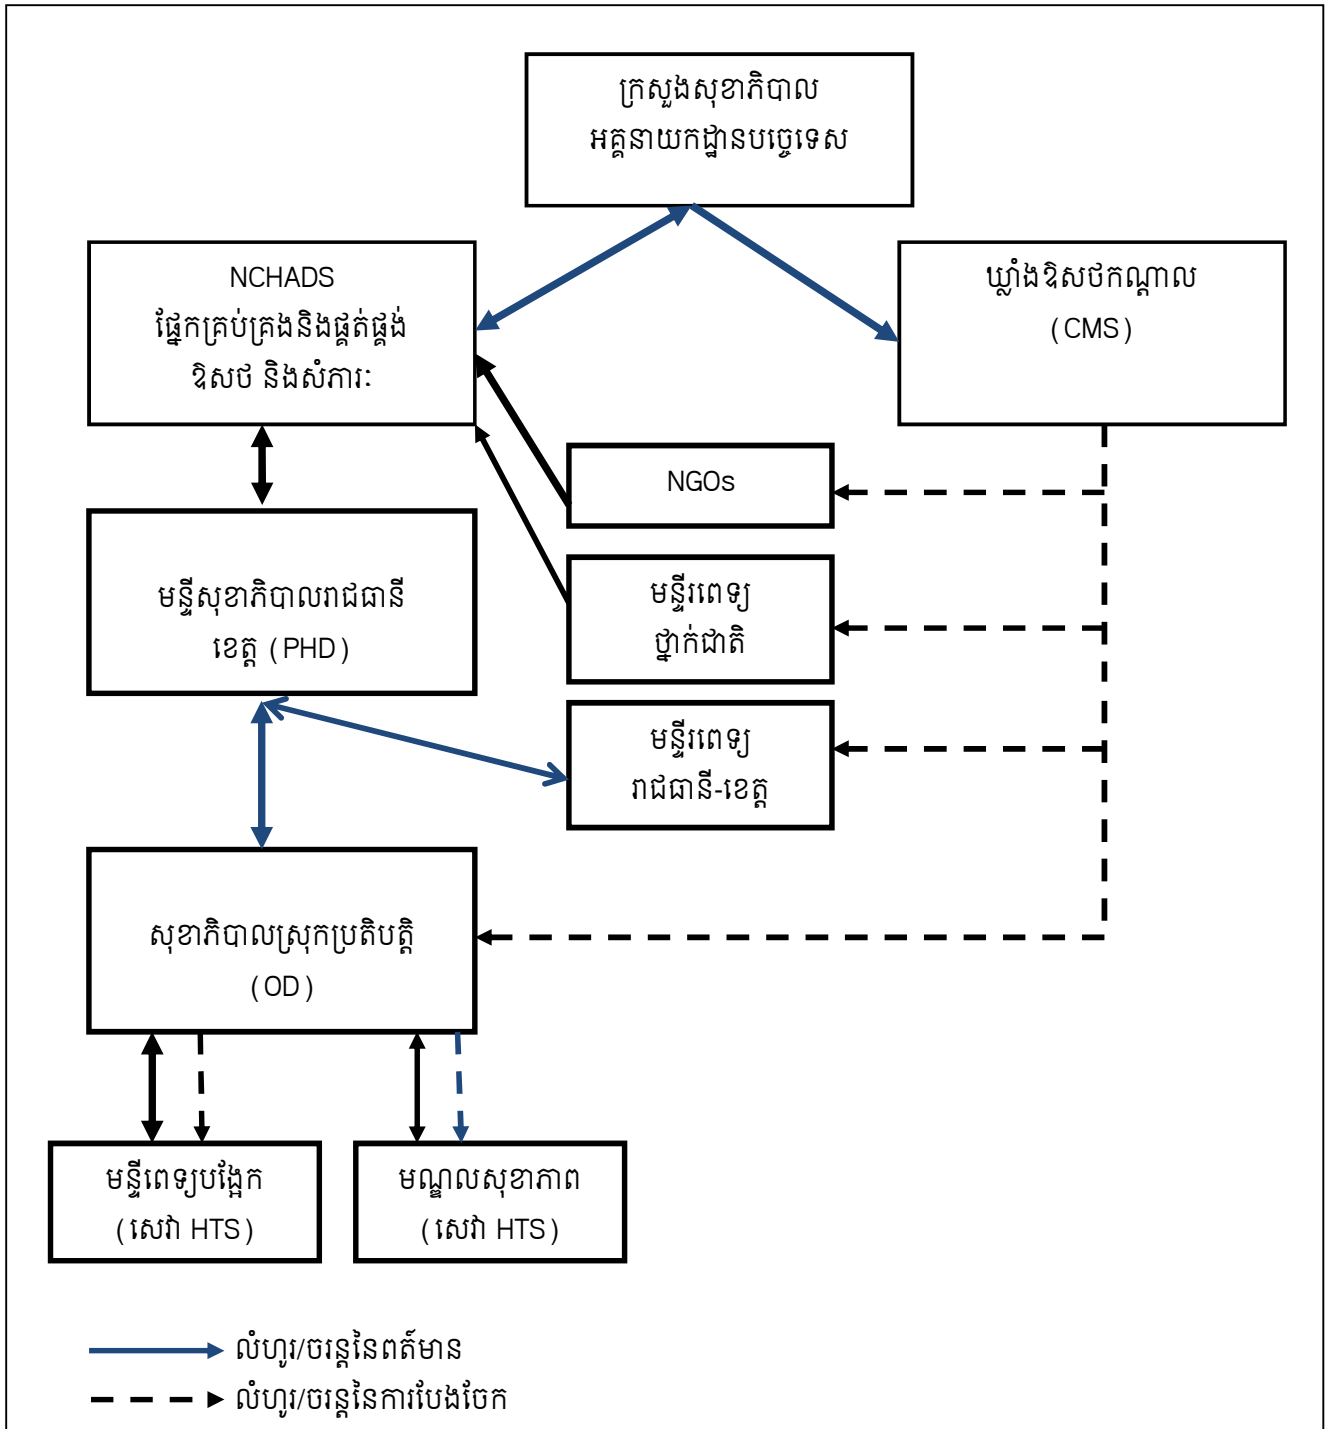 ក្រសួងសុខាភិបាល
អគ្គនាយកដ្ឋានបច្ចេទេស
NCHADS
ផ្នែកគ្រប់គ្រងនិងផ្គត់ផ្គង់
ឱសថ និងសំភារៈ
ឃ្លាំងឱសថកណ្តាល
(CMS)
NGOs
មន្ទីសុខាភិបាលរាជធានី
ខេត្ត (PHD)
មន្ទីរពេទ្យ
ថ្នាក់ជាតិ
មន្ទីរពេទ្យ
រាជធានី-ខេត្ត
សុខាភិបាលស្រុកប្រតិបត្តិ
(OD)
មន្ទីពេទ្យបង្អែក
(សេវា HTS)
មណ្ឌលសុខាភាព
(សេវា HTS)
លំហូរ/ចរន្តនៃពត៍មាន
លំហូរ/ចរន្តនៃការបែងចែក